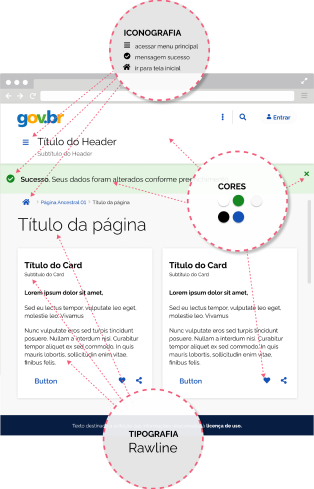 ICONOGRAFIA
acessar menu principal
mensagem sucesso
ir para tela inicial
gov.br
Entrar
Título do Header
Subtítulo do Header
Sucesso. Seus dados foram alterados conforme pre
CORES
Página Ancestral 01 Título da página
Título da página
Título do Card
Subtítulo do Card
Lorem ipsum dolor sit amet,
Sed eu lectus tempor, vulputate leo eget,
molestie leo. Vivamus
Nunc vulputate eros sed turpis tincidunt
posuere. Nullam a interdum nisi. Curabitur
tempor aliquet ex et dictum. In quis
mauris lobortis, sollicitudin enim vitae,
finibus felis.
Button
Título do Card
Subtítulo do Card
Lorem ipsum dolor sit amet,
Sed eu lectus tempor, vulputate leo eget,
molestie leo. Vivamus
Nunc vulputate eros sed turpis tincidunt
posuere. Nullam a interdum nisi. Curabitur
tempor aliquet ex et dictum. In quis
mauris lobortis, sollicitudin enim vitae,
finibus felis.
Button
Texto destina
licença de uso.
TIPOGRAFIA
Rawline